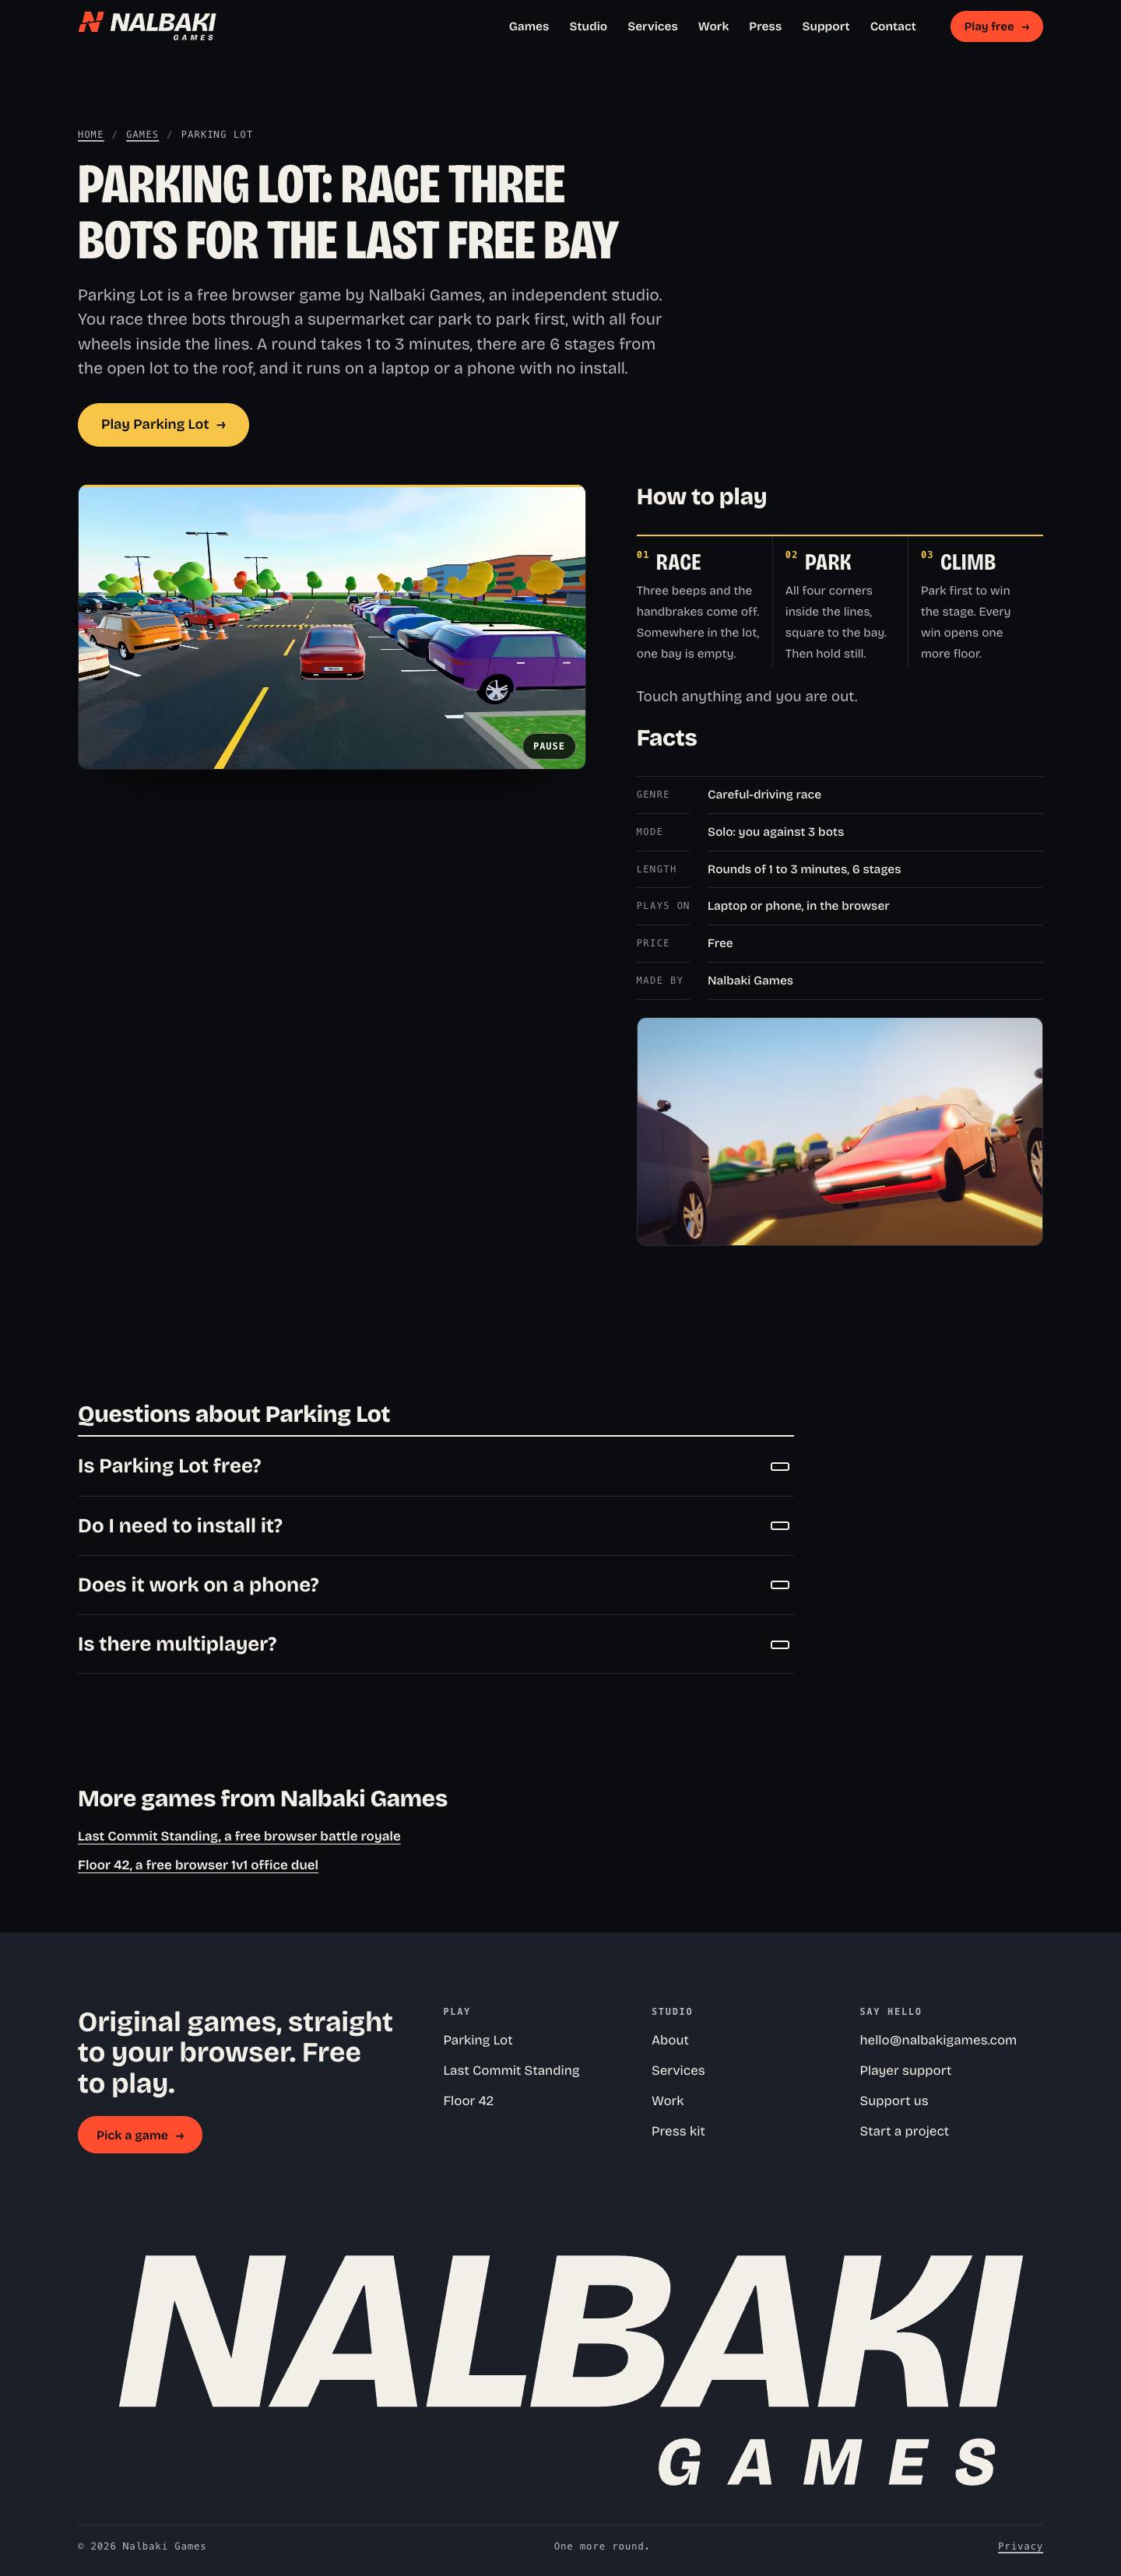 NALBAKI
GAMES
Games Studio Services Work Press Support Contact Play free →
HOME / GAMES / PARKING LOT
PARKING LOT: RACE THREE
BOTS FOR THE LAST FREE BAY
Parking Lot is a free browser game by Nalbaki Games, an independent studio.
You race three bots through a supermarket car park to park first, with all four
wheels inside the lines. A round takes 1 to 3 minutes, there are 6 stages from
the open lot to the roof, and it runs on a laptop or a phone with no install.
Play Parking Lot →
PAUSE
How to play
01 RACE
Three beeps and the
handbrakes come off.
Somewhere in the lot,
one bay is empty.
02 PARK
All four corners
inside the lines,
square to the bay.
Then hold still.
03 CLIMB
Park first to win
the stage. Every
win opens one
more floor.
Touch anything and you are out.
Facts
GENRE Careful-driving race
MODE Solo: you against 3 bots
LENGTH Rounds of 1 to 3 minutes, 6 stages
PLAYS ON Laptop or phone, in the browser
PRICE Free
MADE BY Nalbaki Games
Questions about Parking Lot
Is Parking Lot free?
Do I need to install it?
Does it work on a phone?
Is there multiplayer?
More games from Nalbaki Games
Last Commit Standing, a free browser battle royale
Floor 42, a free browser 1v1 office duel
Original games, straight
to your browser. Free
to play.
Pick a game →
PLAY
Parking Lot
Last Commit Standing
Floor 42
STUDIO
About
Services
Work
Press kit
SAY HELLO
hello@nalbakigames.com
Player support
Support us
Start a project
NALBAKI
GAMES
© 2026 Nalbaki Games One more round. Privacy